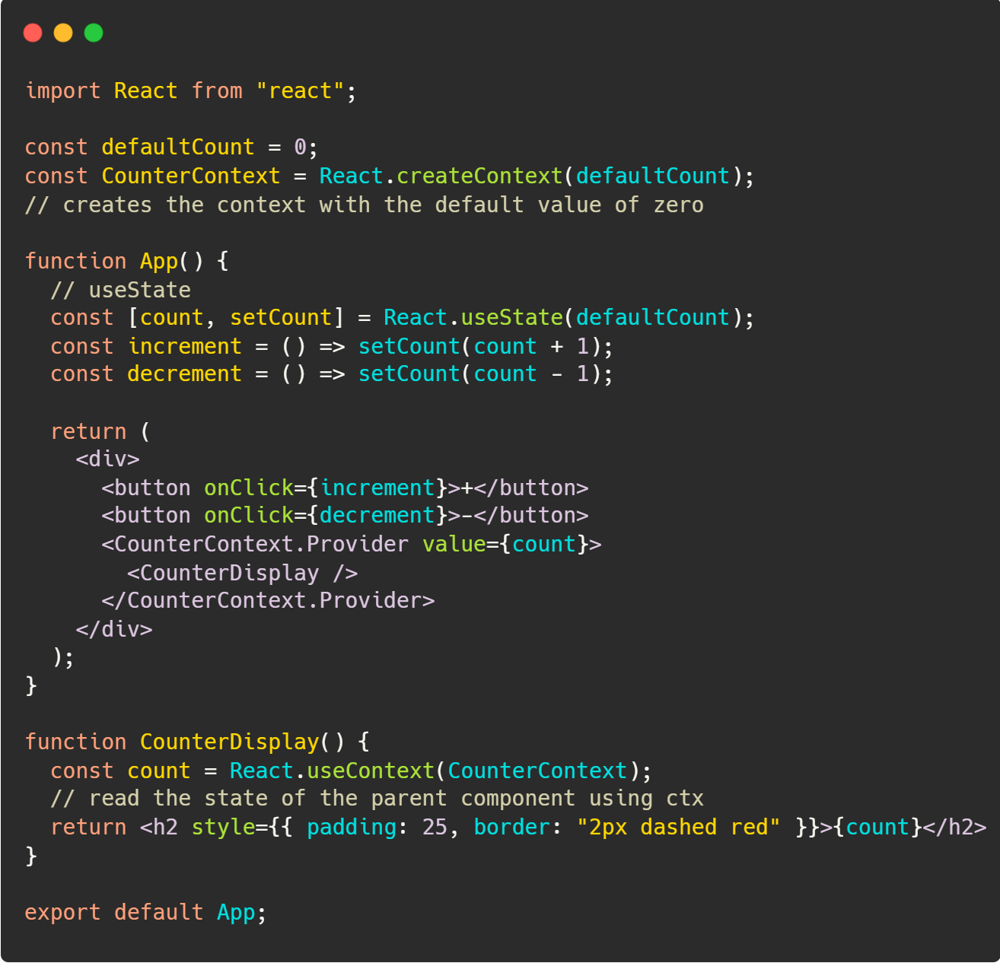 import React from "react";

const defaultCount = 0;
const CounterContext = React.createContext(defaultCount);
// creates the context with the default value of zero

function App() {
  // useState
  const [count, setCount] = React.useState(defaultCount);
  const increment = () => setCount(count + 1);
  const decrement = () => setCount(count - 1);

  return (
    <div>
      <button onClick={increment}>+</button>
      <button onClick={decrement}>-</button>
      <CounterContext.Provider value={count}>
        <CounterDisplay />
      </CounterContext.Provider>
    </div>
  );
}

function CounterDisplay() {
  const count = React.useContext(CounterContext);
  // read the state of the parent component using ctx
  return <h2 style={{ padding: 25, border: "2px dashed red" }}>{count}</h2>
}

export default App;